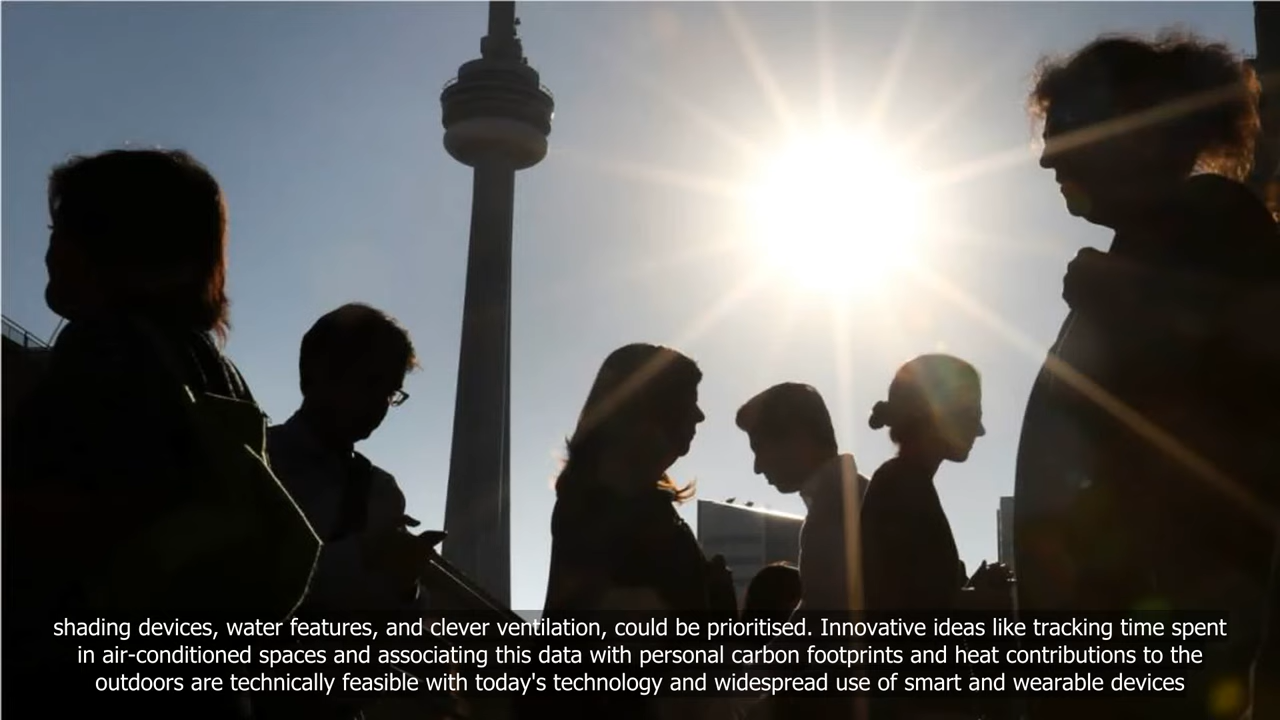 shading devices, water features, and clever ventilation, could be prioritised. Innovative ideas like tracking time spent
in air-conditioned spaces and associating this data with personal carbon footprints and heat contributions to the
outdoors are technically feasible with today's technology and widespread use of smart and wearable devices